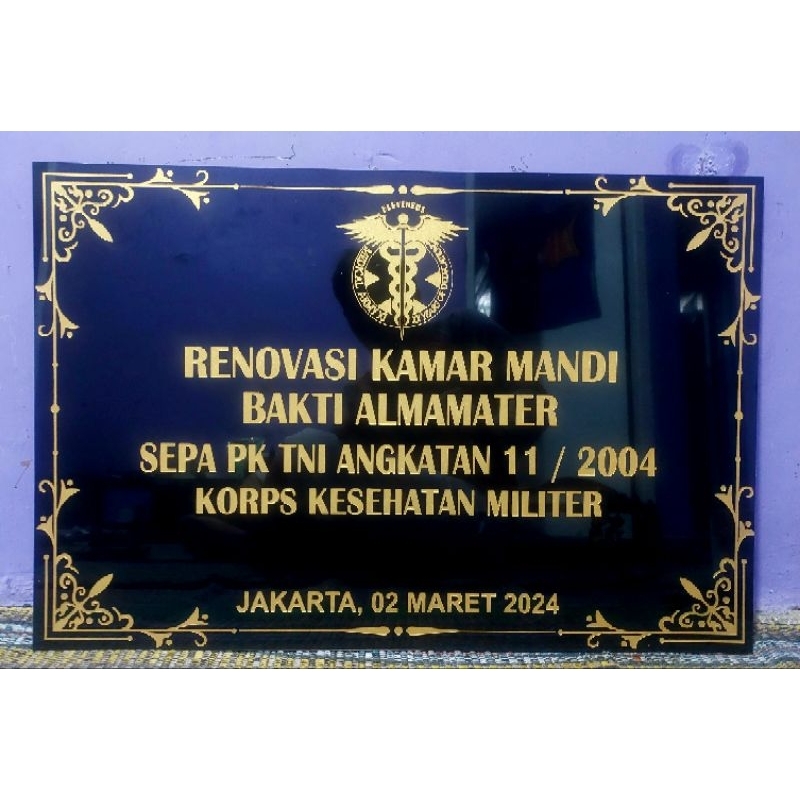 RENOVASI KAMAR MANDI
BAKTI ALMAMATER
SEPA PK TNI ANGKATAN 11 / 2004
KORPS KESEHATAN MILITER
JAKARTA, 02 MARET 2024